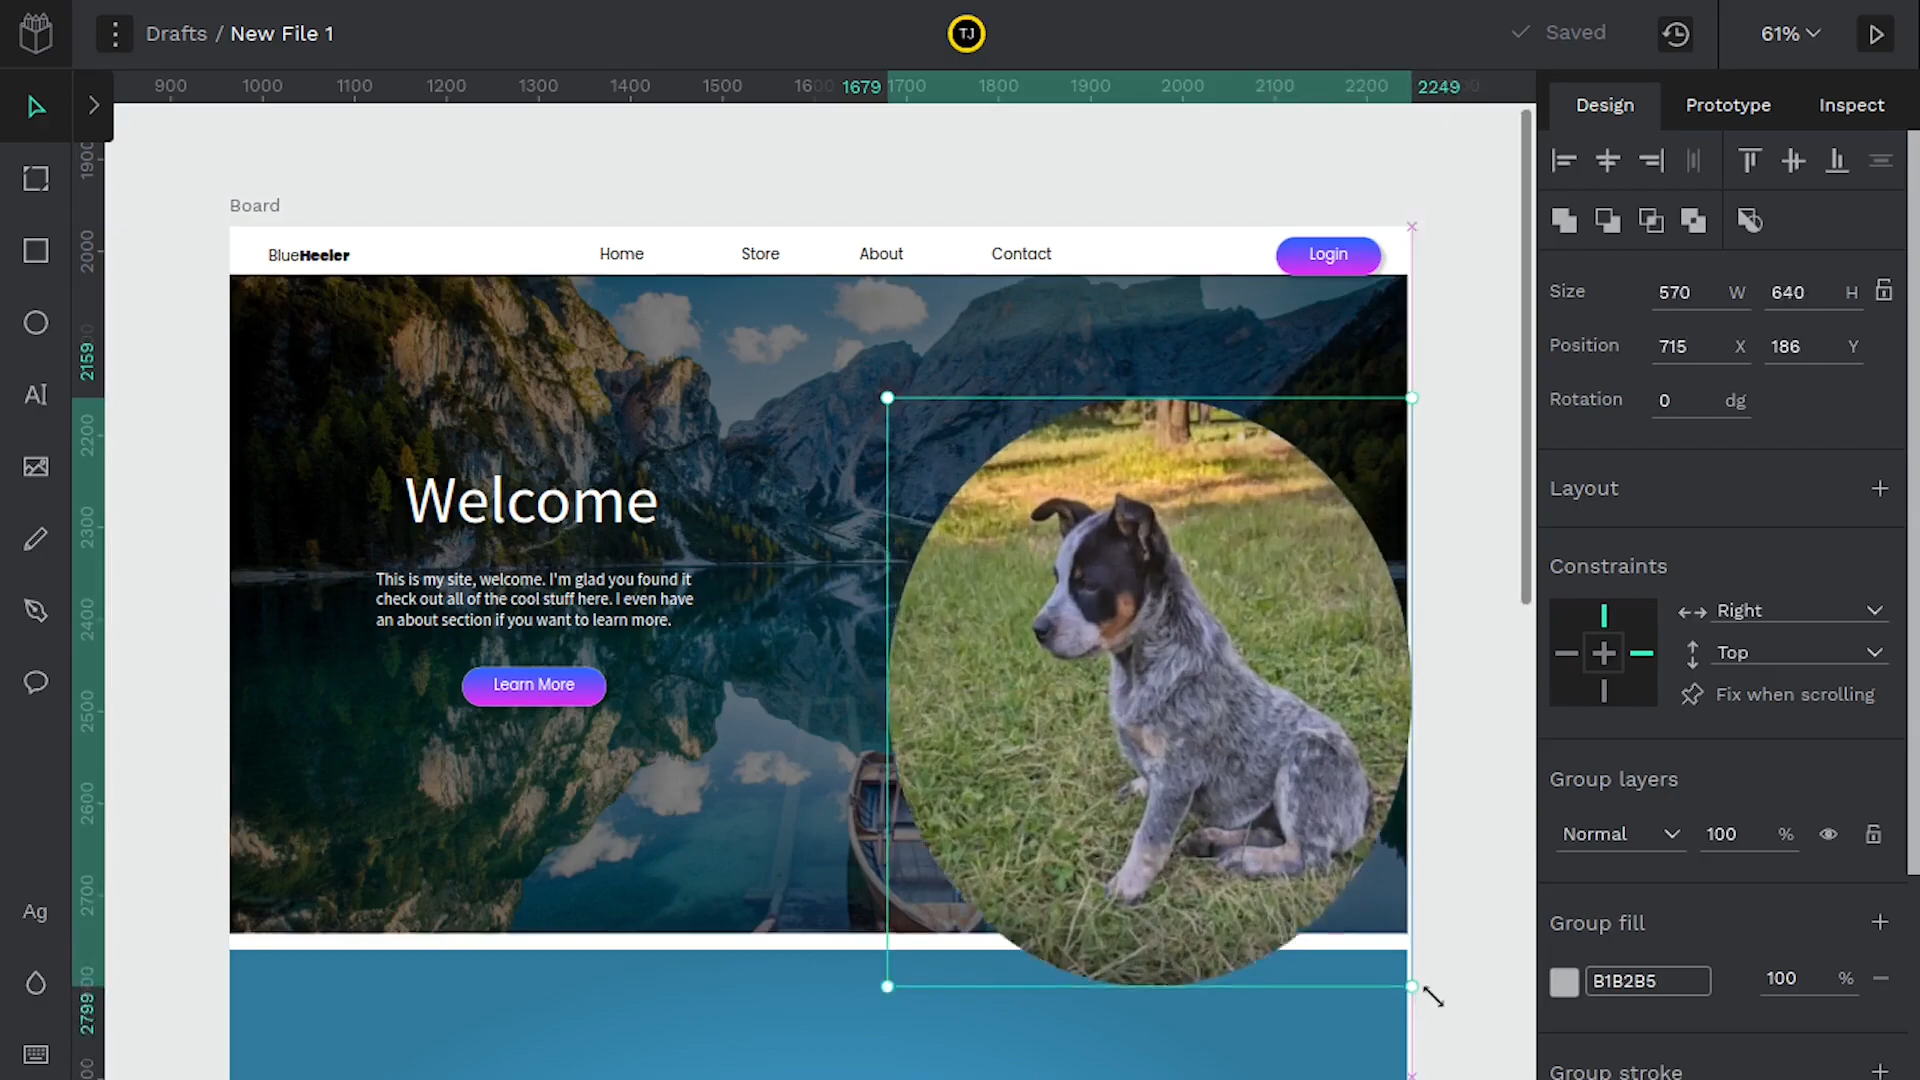 Drafts / New File 1
TJ
Saved
61%
900 1000 1100 1200 1300 1400 1500 1600 1679 1700 1800 1900 2000 2100 2200 2249
Design Prototype Inspect
1900
2000
2159
2200
2300
2400
2500
2600
2700
2799
Board
BlueHeeler Home Store About Contact Login
Welcome
This is my site, welcome. I'm glad you found it
check out all of the cool stuff here. I even have
an about section if you want to learn more.
Learn More
AI
Ag
Size 570 W 640 H
Position 715 X 186 Y
Rotation 0 dg
Layout
Constraints
Right
Top
Fix when scrolling
Group layers
Normal 100 %
Group fill
B1B2B5 100 %
Group stroke